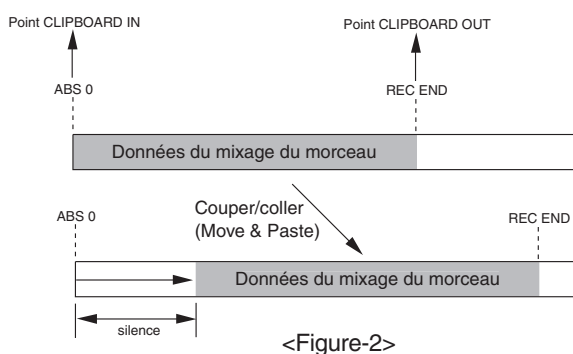 Point CLIPBOARD IN
Point CLIPBOARD OUT
ABS 0
REC END
Données du mixage du morceau
Couper/coller
(Move & Paste)
ABS 0
REC END
Données du mixage du morceau
silence
<Figure-2>